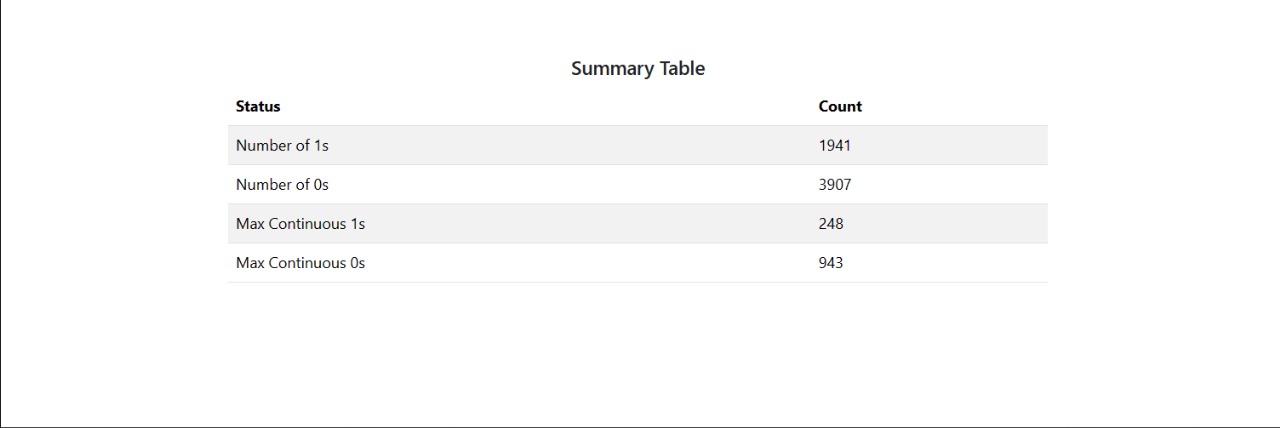 Summary Table
Status Count
Number of 1s 1941
Number of 0s 3907
Max Continuous 1s 248
Max Continuous 0s 943